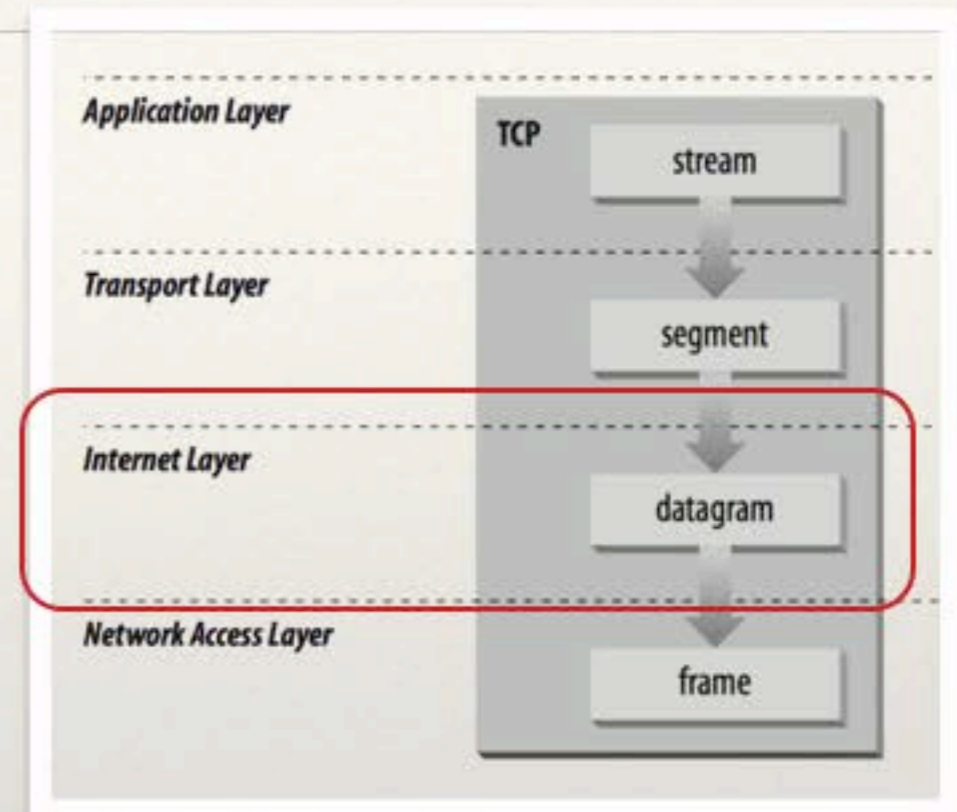 Application Layer
TCP
stream
Transport Layer
segment
Internet Layer
datagram
Network Access Layer
frame